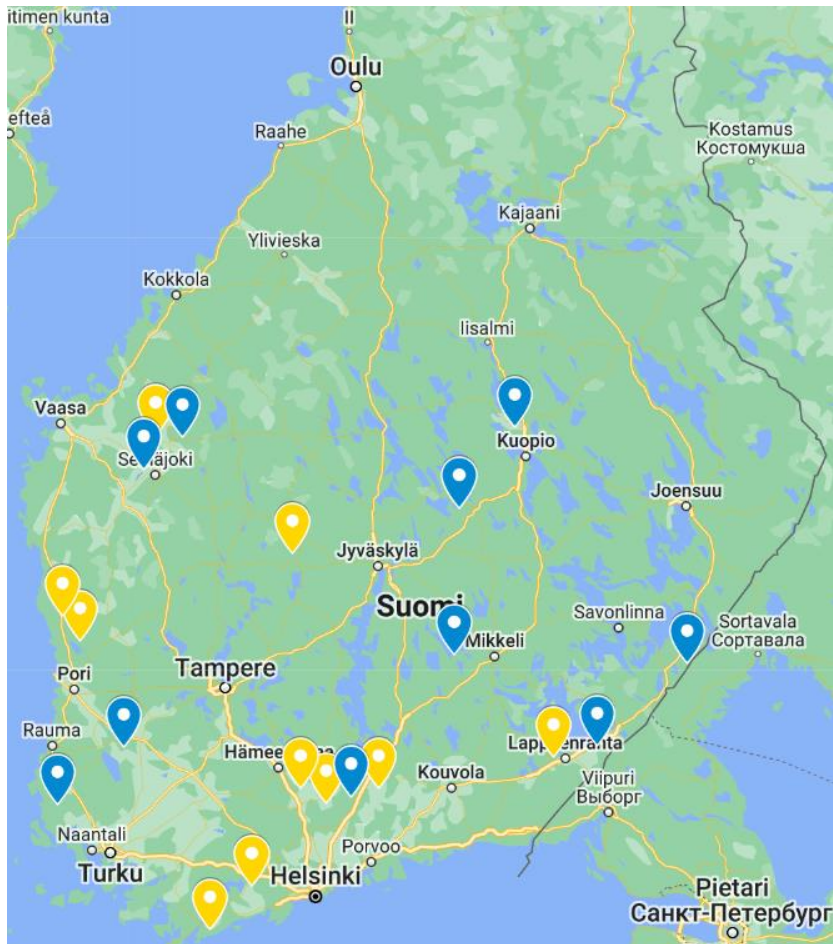 itimen kunta
Ii
Oulu
efteå
Raahe
Kostamus
Костомукша
Kajaani
Ylivieska
Kokkola
Iisalmi
Vaasa
Kuopio
Joensuu
Jyväskylä
Suomi
Savonlinna
Sortavala
Сортавала
Mikkeli
Tampere
Pori
Rauma
Kouvola
Viipuri
Выборг
Naantali
Turku
Porvoo
Helsinki
Pietari
Санкт-Петербург